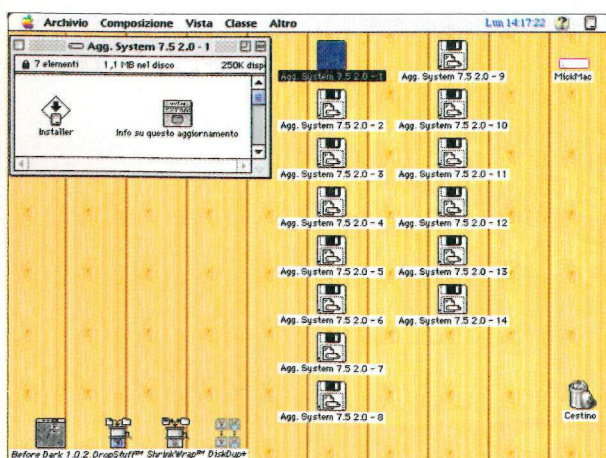 Archivio Composizione Vista Classe Altro Lun 14:17:22
Agg. System 7.5 2.0 - 1
7 elementi 1,1 MB nel disco 250K disp
Installer
Info su questo aggiornamento
Agg. System 7.5 2.0 - 1
Agg. System 7.5 2.0 - 2
Agg. System 7.5 2.0 - 3
Agg. System 7.5 2.0 - 4
Agg. System 7.5 2.0 - 5
Agg. System 7.5 2.0 - 6
Agg. System 7.5 2.0 - 7
Agg. System 7.5 2.0 - 8
Agg. System 7.5 2.0 - 9
Agg. System 7.5 2.0 - 10
Agg. System 7.5 2.0 - 11
Agg. System 7.5 2.0 - 12
Agg. System 7.5 2.0 - 13
Agg. System 7.5 2.0 - 14
MickMac
Cestino
Before Dark 1.0.2 DropStuff™ ShrinkWrap™ DiskDup+